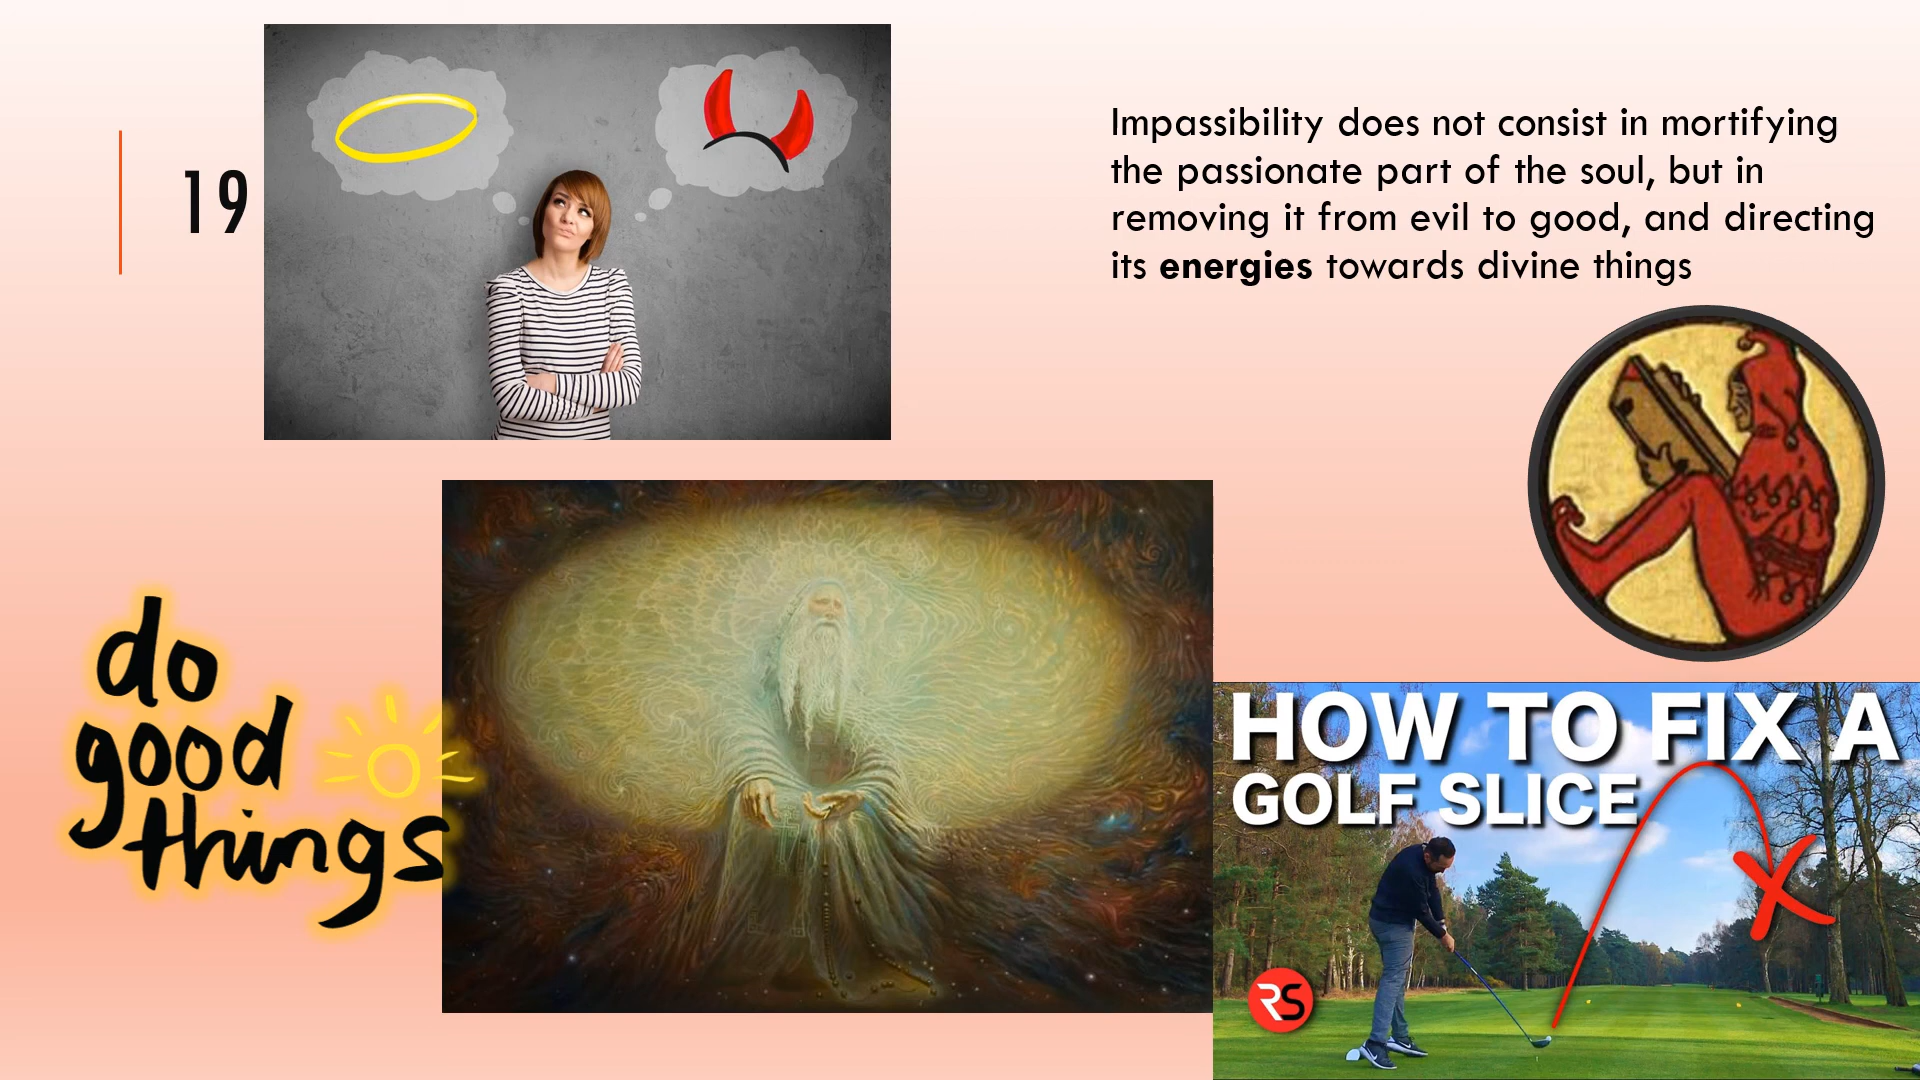 19
Impassibility does not consist in mortifying
the passionate part of the soul, but in
removing it from evil to good, and directing
its energies towards divine things
do
good
things
HOW TO FIX A
GOLF SLICE
RS